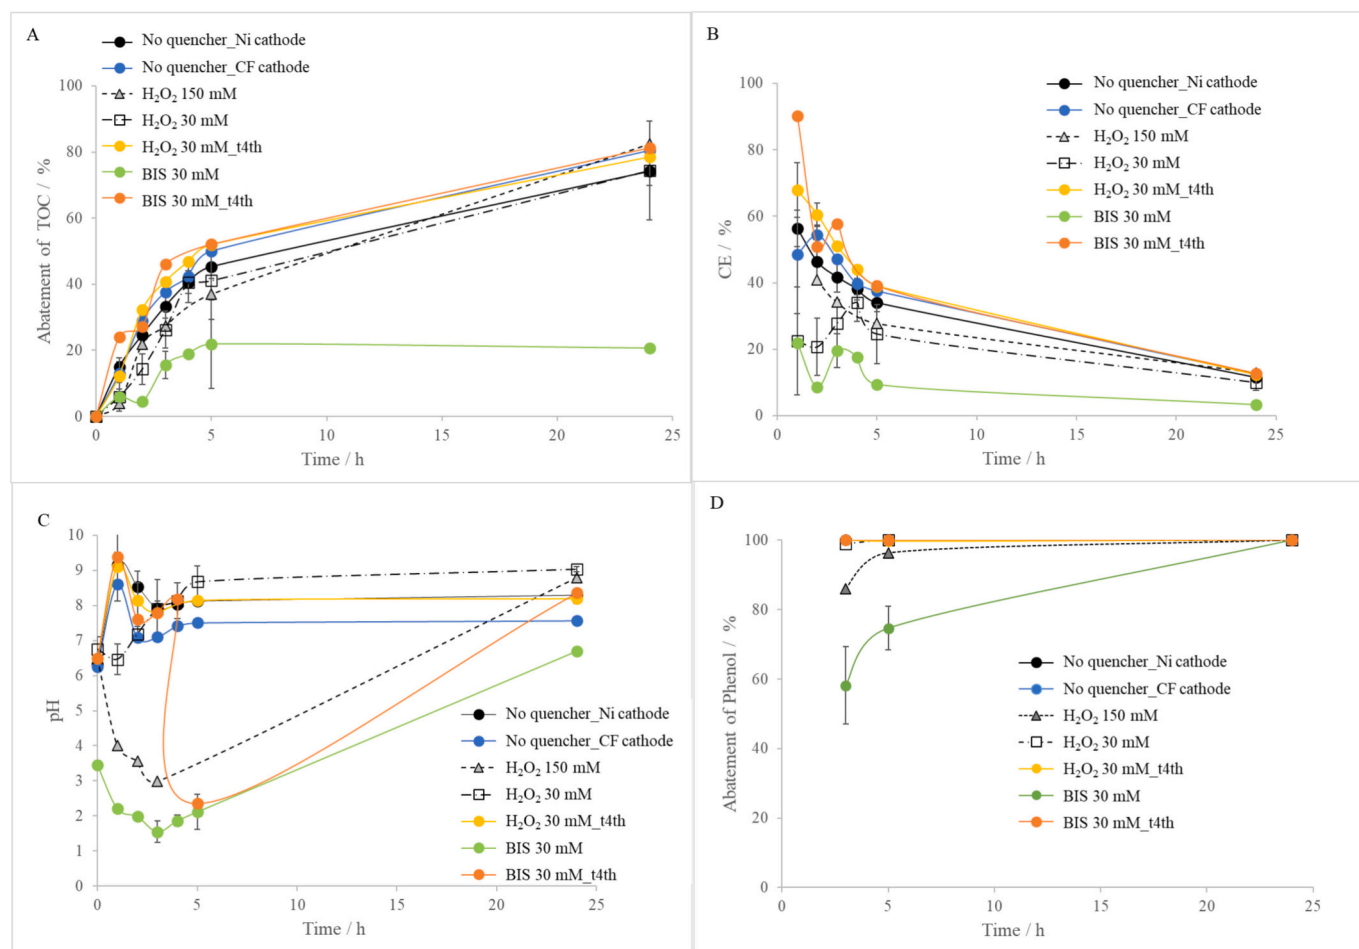 A
No quencher_Ni cathode
No quencher_CF cathode
H₂O₂ 150 mM
H₂O₂ 30 mM
H₂O₂ 30 mM_t4th
BIS 30 mM
BIS 30 mM_t4th
100
80
60
40
20
0
Abatement of TOC / %
0 5 10 15 20 25
Time / h
B
No quencher_Ni cathode
No quencher_CF cathode
H₂O₂ 150 mM
H₂O₂ 30 mM
H₂O₂ 30 mM_t4th
BIS 30 mM
BIS 30 mM_t4th
100
80
60
40
20
0
CE / %
0 5 10 15 20 25
Time / h
C
10
9
8
7
6
5
4
3
2
1
0
pH
No quencher_Ni cathode
No quencher_CF cathode
H₂O₂ 150 mM
H₂O₂ 30 mM
H₂O₂ 30 mM_t4th
BIS 30 mM
BIS 30 mM_t4th
0 5 10 15 20 25
Time / h
D
100
80
60
40
20
0
Abatement of Phenol / %
No quencher_Ni cathode
No quencher_CF cathode
H₂O₂ 150 mM
H₂O₂ 30 mM
H₂O₂ 30 mM_t4th
BIS 30 mM
BIS 30 mM_t4th
0 5 10 15 20 25
Time / h